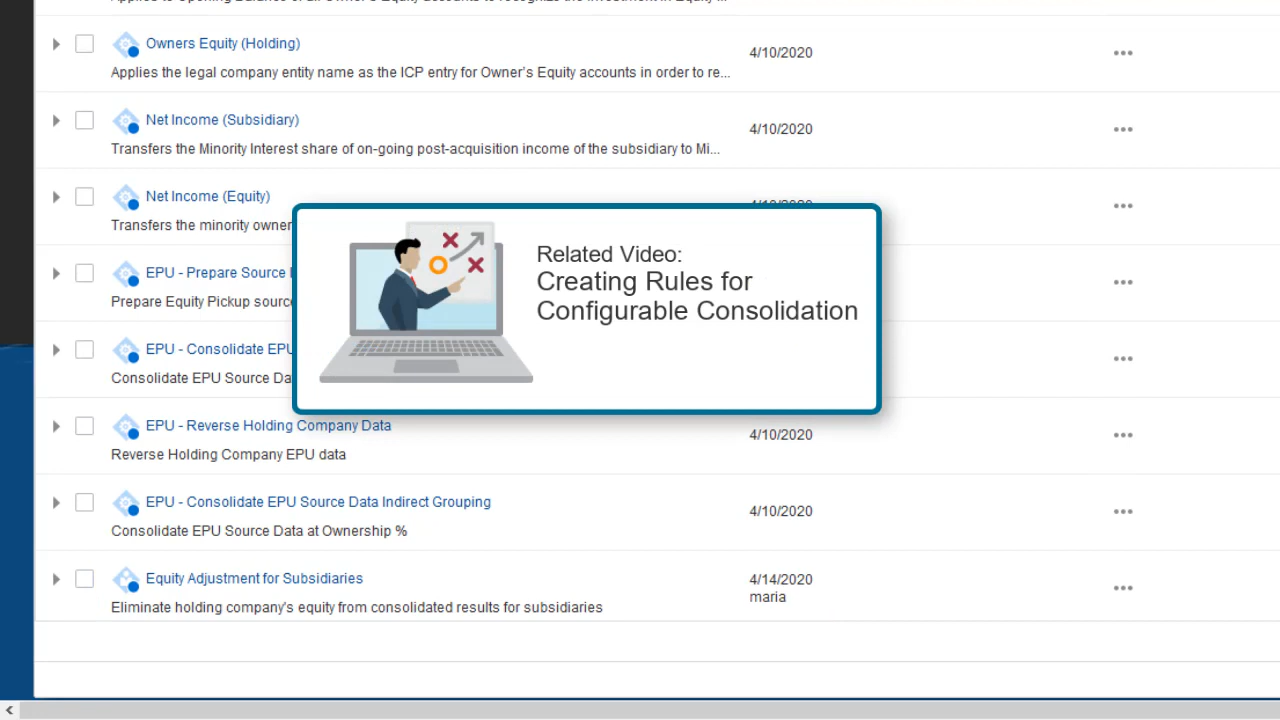 Owners Equity (Holding)
4/10/2020
Applies the legal company entity name as the ICP entry for Owner's Equity accounts in order to re...
Net Income (Subsidiary)
4/10/2020
Transfers the Minority Interest share of on-going post-acquisition income of the subsidiary to Mi...
Net Income (Equity)
Transfers the minority owner
Related Video:
Creating Rules for
Configurable Consolidation
EPU - Prepare Source
Prepare Equity Pickup source
EPU - Consolidate EPU
Consolidate EPU Source Da
EPU - Reverse Holding Company Data
4/10/2020
Reverse Holding Company EPU data
EPU - Consolidate EPU Source Data Indirect Grouping
4/10/2020
Consolidate EPU Source Data at Ownership %
Equity Adjustment for Subsidiaries
4/14/2020
maria
Eliminate holding company's equity from consolidated results for subsidiaries